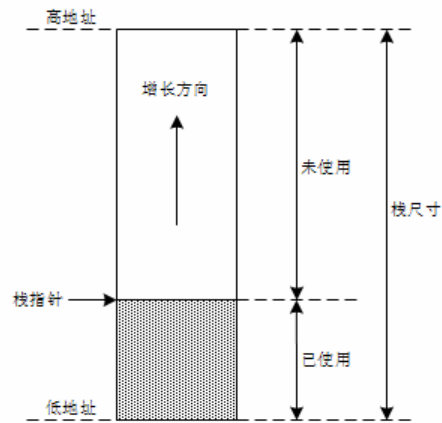 高地址
增长方向
未使用
栈尺寸
栈指针
已使用
低地址